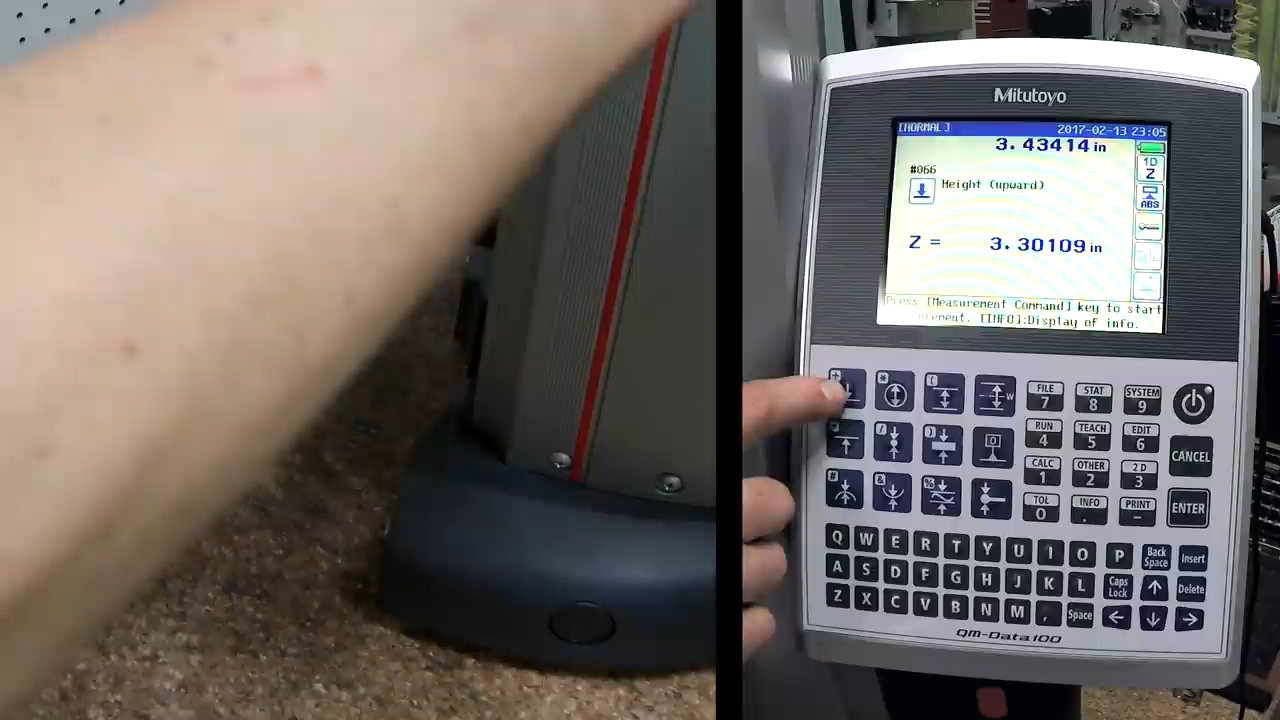 Mitutoyo
[NORMAL] 2017-02-13 23:05
3.43414 in
1D
Z
#066
Height (upward)
ABS
Z = 3.30109 in
Press [Measurement Command] key to start
urement. [INFO]:Display of info.
FILE STAT SYSTEM
7 8 9
RUN TEACH EDIT
4 5 6 CANCEL
CALC OTHER 2 D
1 2 3
TOL INFO PRINT
0 . - ENTER
Q W E R T Y U I O P Back Space Insert
A S D F G H J K L Caps Lock ↑ Delete
Z X C V B N M , Space ← ↓ →
QM-Data100